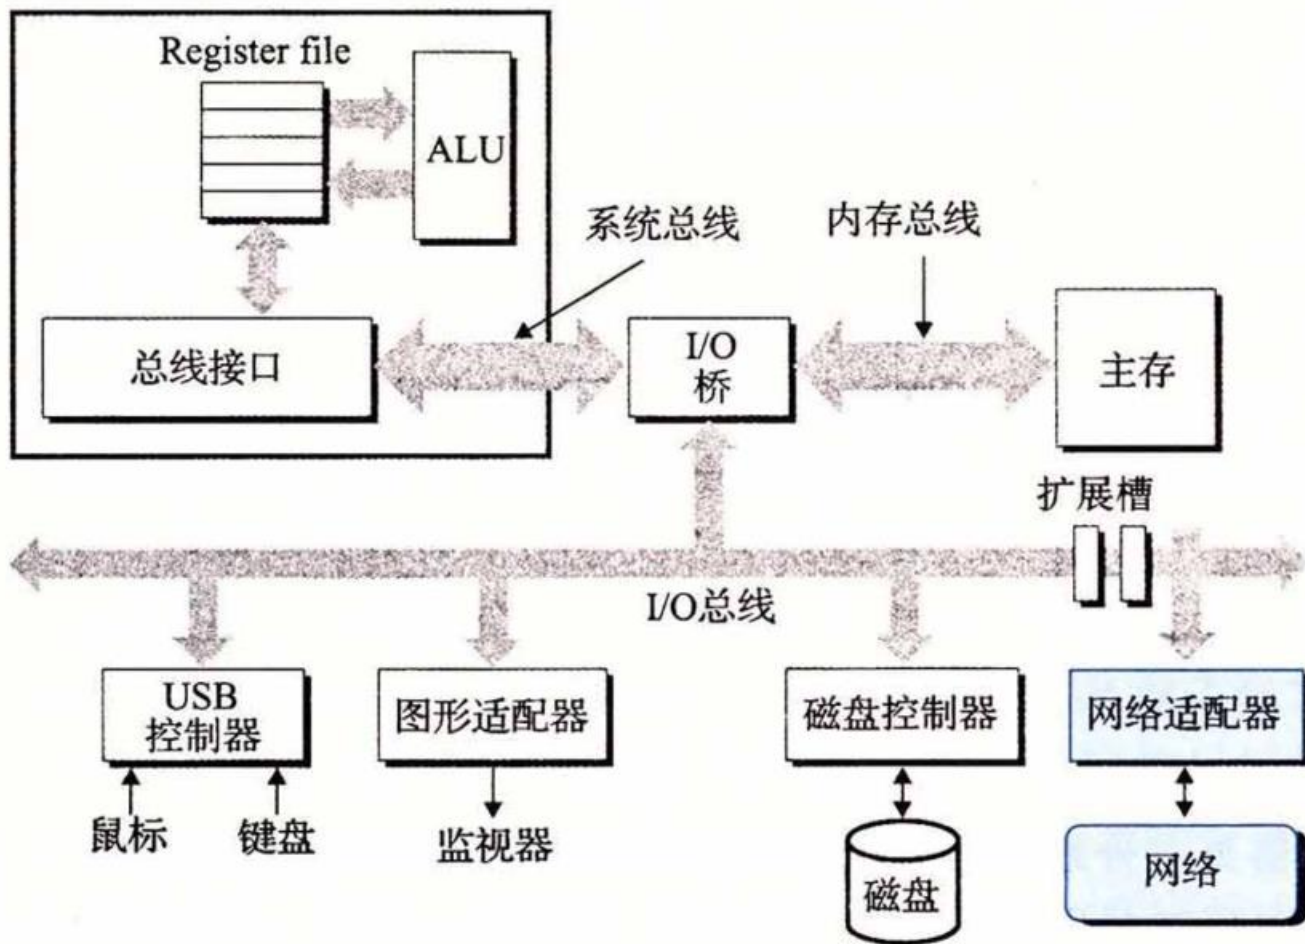 Register file
ALU
系统总线
内存总线
总线接口
I/O
桥
主存
扩展槽
I/O总线
USB
控制器
图形适配器
磁盘控制器
网络适配器
鼠标
键盘
监视器
磁盘
网络